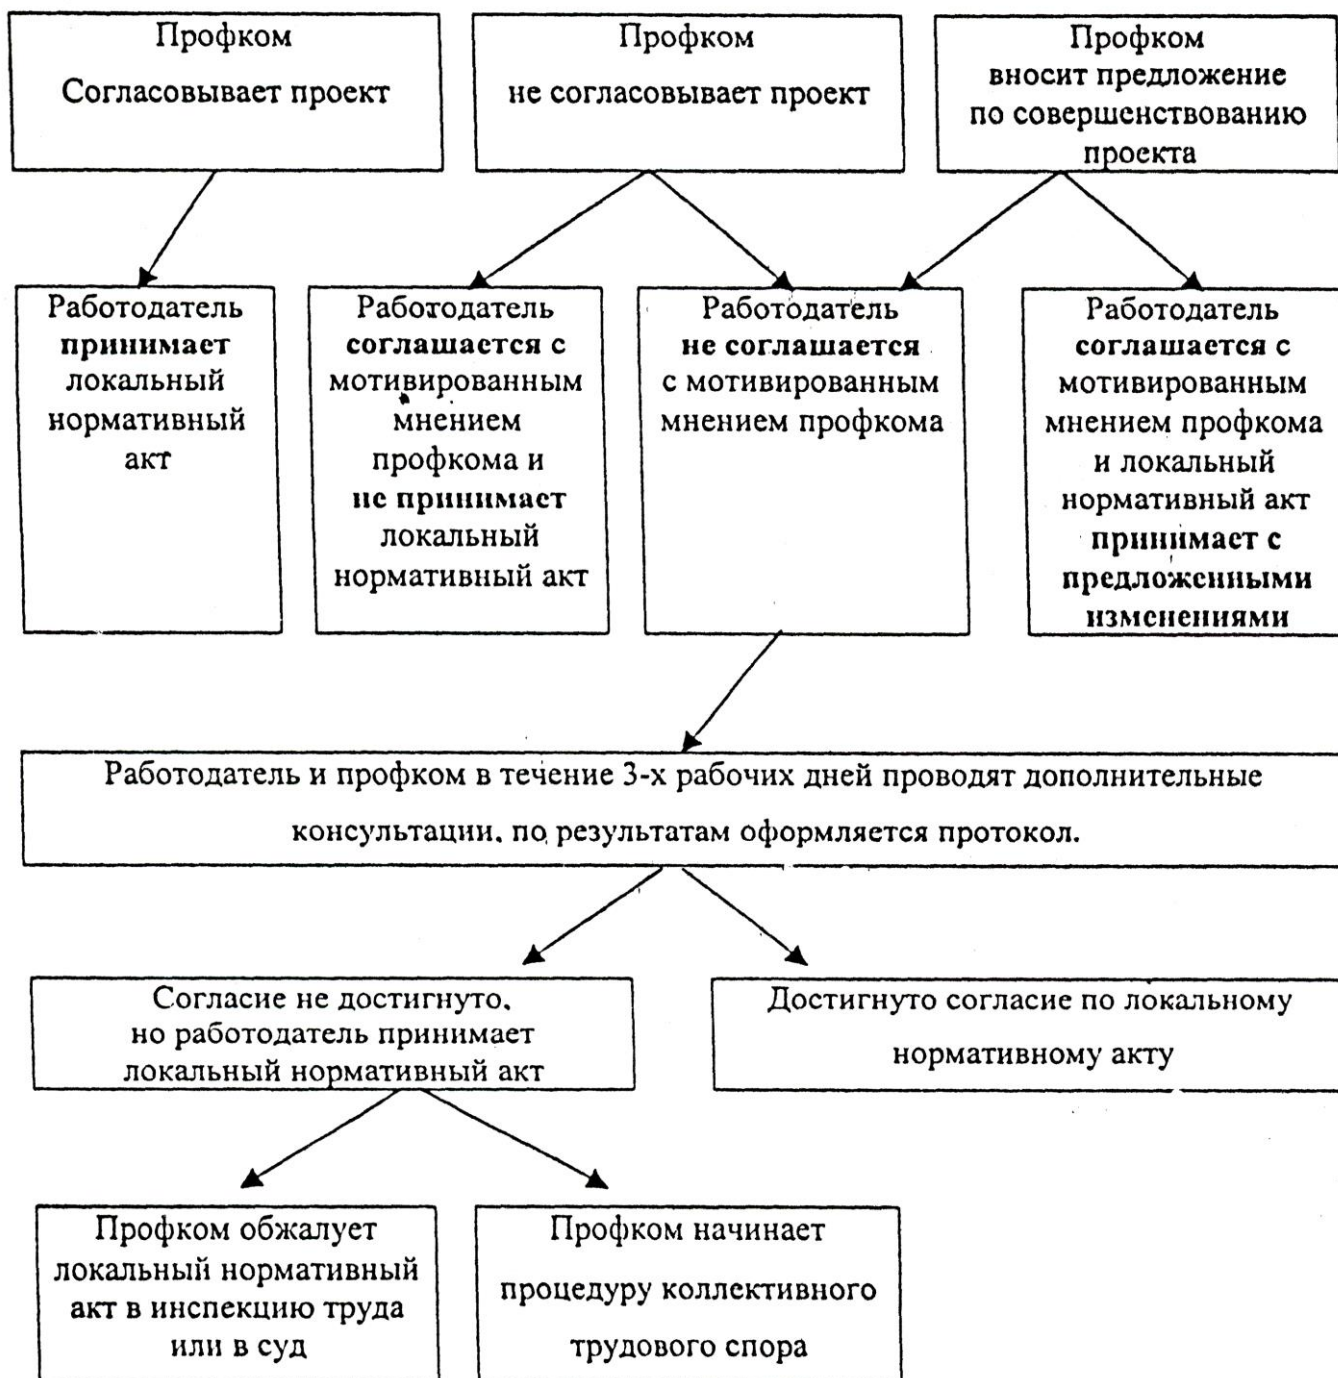 Профком
Согласовывает проект
Профком
не согласовывает проект
Профком
вносит предложение
по совершенствованию
проекта
Работодатель
принимает
локальный
нормативный
акт
Работодатель
соглашается с
мотивированным
мнением
профкома и
не принимает
локальный
нормативный акт
Работодатель
не соглашается
с мотивированным
мнением профкома
Работодатель
соглашается с
мотивированным
мнением профкома
и локальный
нормативный акт
принимает с
предложенными
изменениями
Работодатель и профком в течение 3-х рабочих дней проводят дополнительные
консультации. по результатам оформляется протокол.
Согласие не достигнуто.
но работодатель принимает
локальный нормативный акт
Достигнуто согласие по локальному
нормативному акту
Профком обжалует
локальный нормативный
акт в инспекцию труда
или в суд
Профком начинает
процедуру коллективного
трудового спора